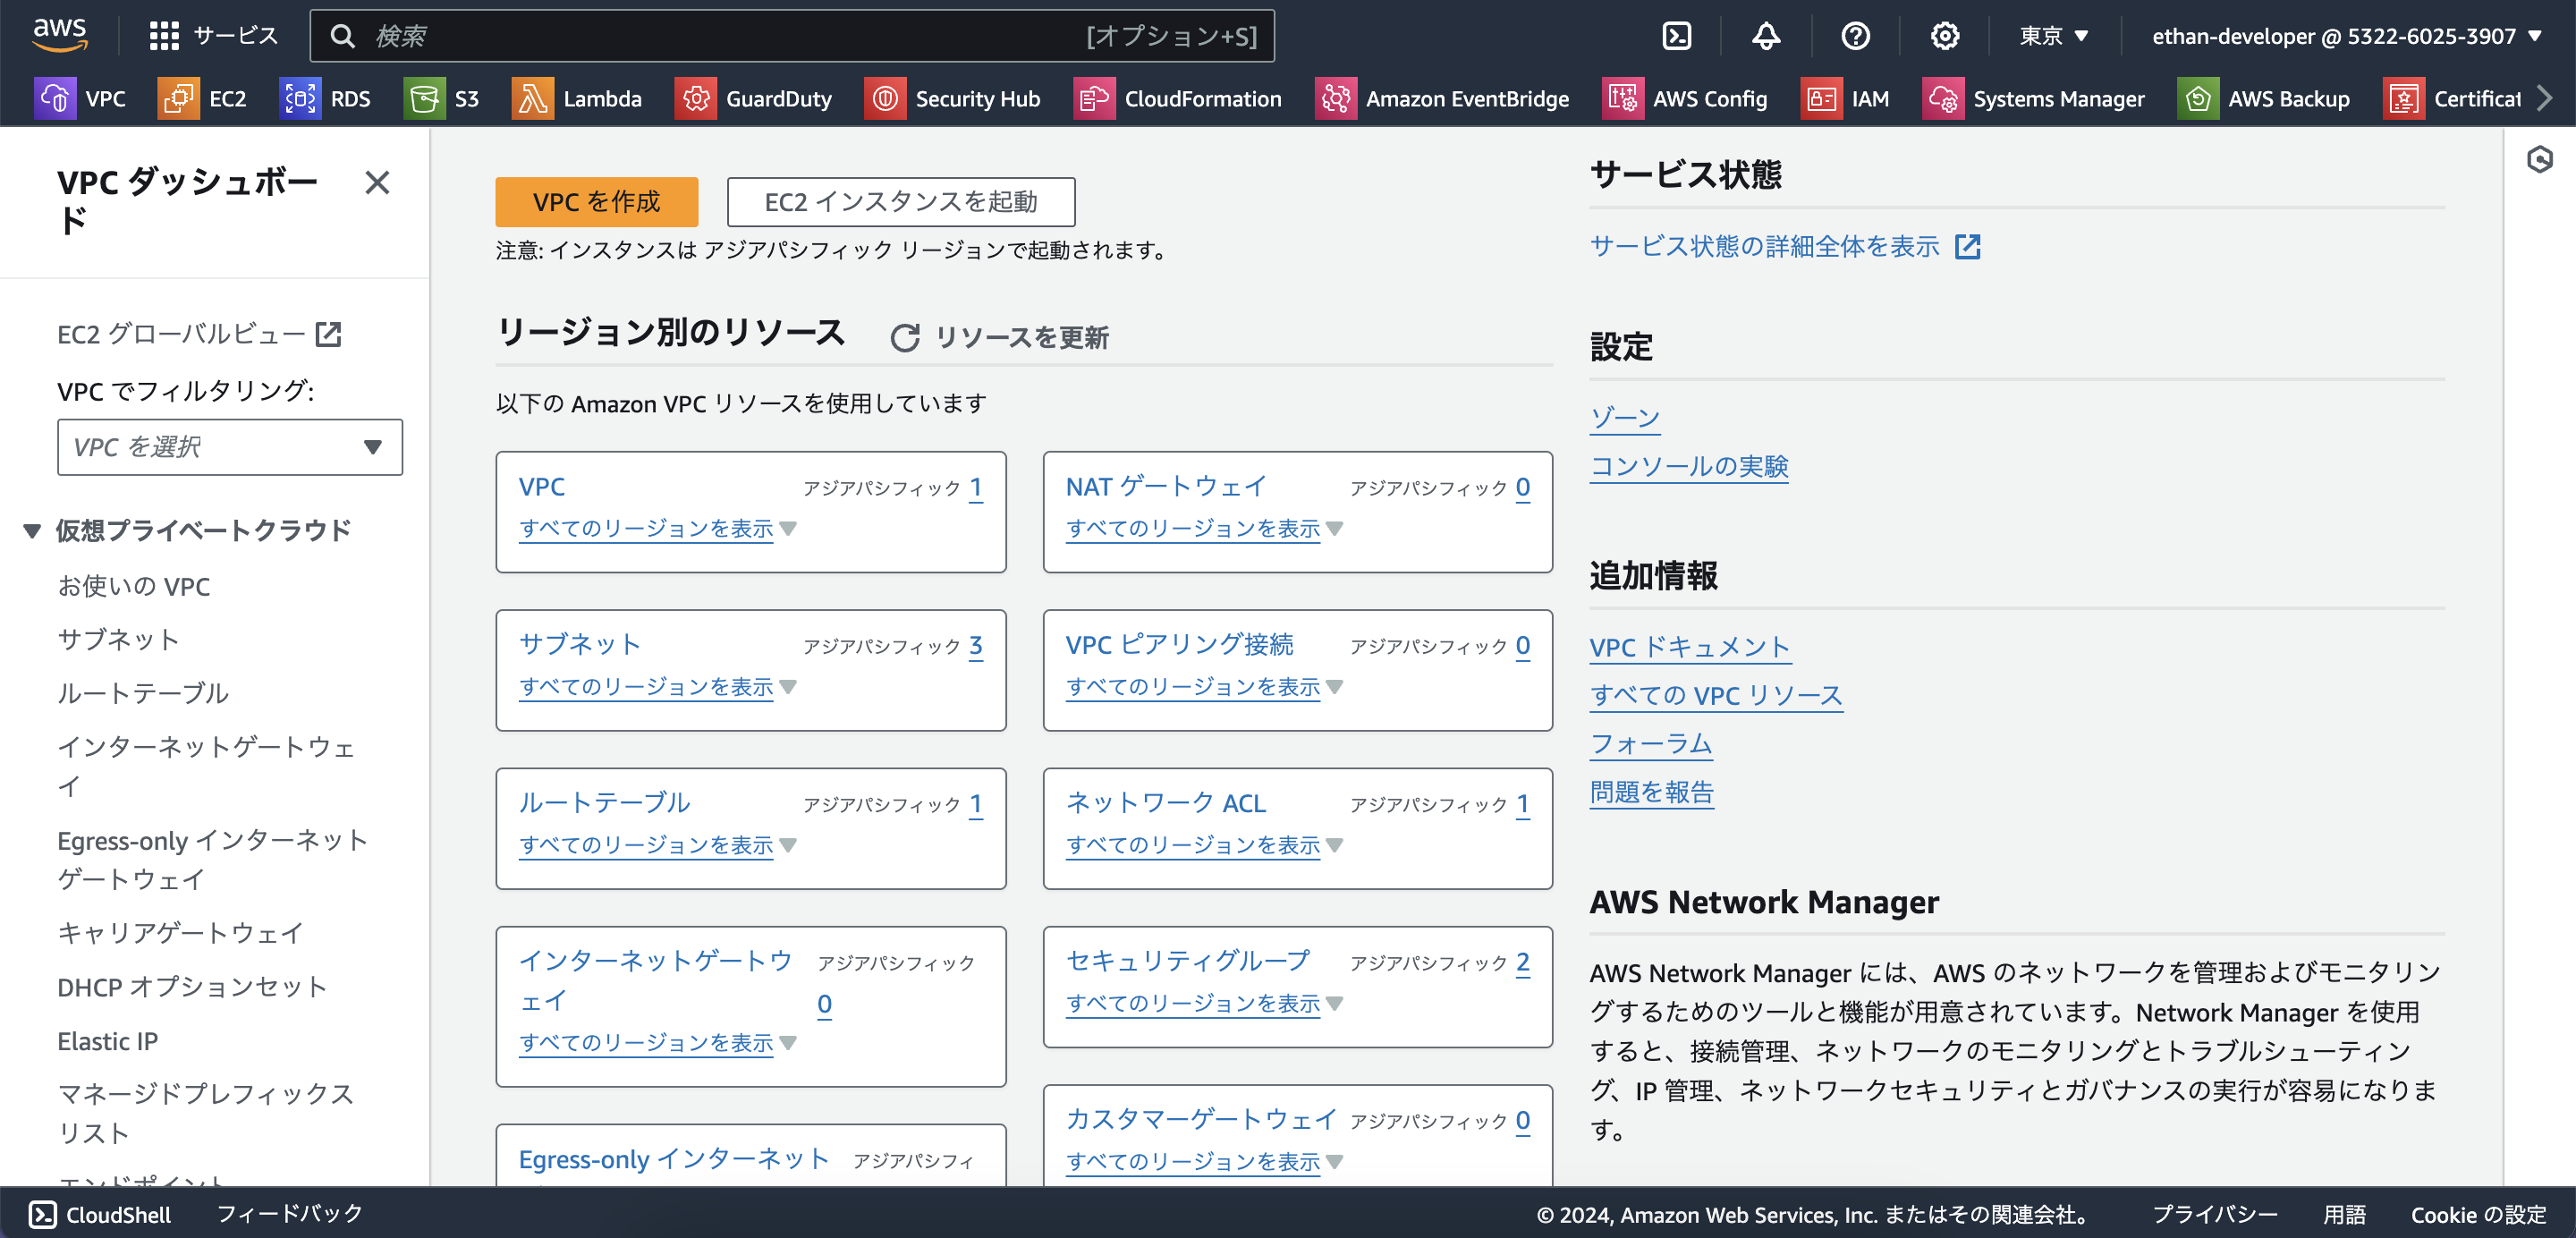 aws
サービス
検索
[オプション+S]
東京
ethan-developer @ 5322-6025-3907
VPC
EC2
RDS
S3
Lambda
GuardDuty
Security Hub
CloudFormation
Amazon EventBridge
AWS Config
IAM
Systems Manager
AWS Backup
Certificat
VPC ダッシュボー
ド
EC2 グローバルビュー
VPC でフィルタリング:
VPC を選択
仮想プライベートクラウド
お使いの VPC
サブネット
ルートテーブル
インターネットゲートウェ
イ
Egress-only インターネット
ゲートウェイ
キャリアゲートウェイ
DHCP オプションセット
Elastic IP
マネージドプレフィックス
リスト
エンドポイント
VPC を作成
EC2 インスタンスを起動
注意: インスタンスは アジアパシフィック リージョンで起動されます。
リージョン別のリソース
リソースを更新
以下の Amazon VPC リソースを使用しています
VPC
アジアパシフィック 1
すべてのリージョンを表示
NAT ゲートウェイ
アジアパシフィック 0
すべてのリージョンを表示
サブネット
アジアパシフィック 3
すべてのリージョンを表示
VPC ピアリング接続
アジアパシフィック 0
すべてのリージョンを表示
ルートテーブル
アジアパシフィック 1
すべてのリージョンを表示
ネットワーク ACL
アジアパシフィック 1
すべてのリージョンを表示
インターネットゲートウ
ェイ
アジアパシフィック
0
すべてのリージョンを表示
セキュリティグループ
アジアパシフィック 2
すべてのリージョンを表示
Egress-only インターネット
アジアパシフィ
カスタマーゲートウェイ
アジアパシフィック 0
すべてのリージョンを表示
サービス状態
サービス状態の詳細全体を表示
設定
ゾーン
コンソールの実験
追加情報
VPC ドキュメント
すべての VPC リソース
フォーラム
問題を報告
AWS Network Manager
AWS Network Manager には、AWS のネットワークを管理およびモニタリン
グするためのツールと機能が用意されています。Network Manager を使用
すると、接続管理、ネットワークのモニタリングとトラブルシューティン
グ、IP 管理、ネットワークセキュリティとガバナンスの実行が容易になりま
す。
CloudShell
フィードバック
© 2024, Amazon Web Services, Inc. またはその関連会社。
プライバシー
用語
Cookie の設定